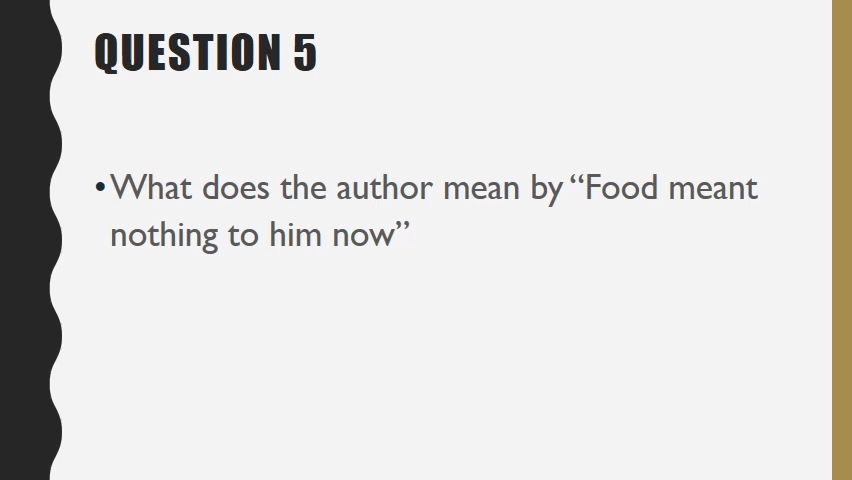 QUESTION 5
•What does the author mean by “Food meant
nothing to him now”